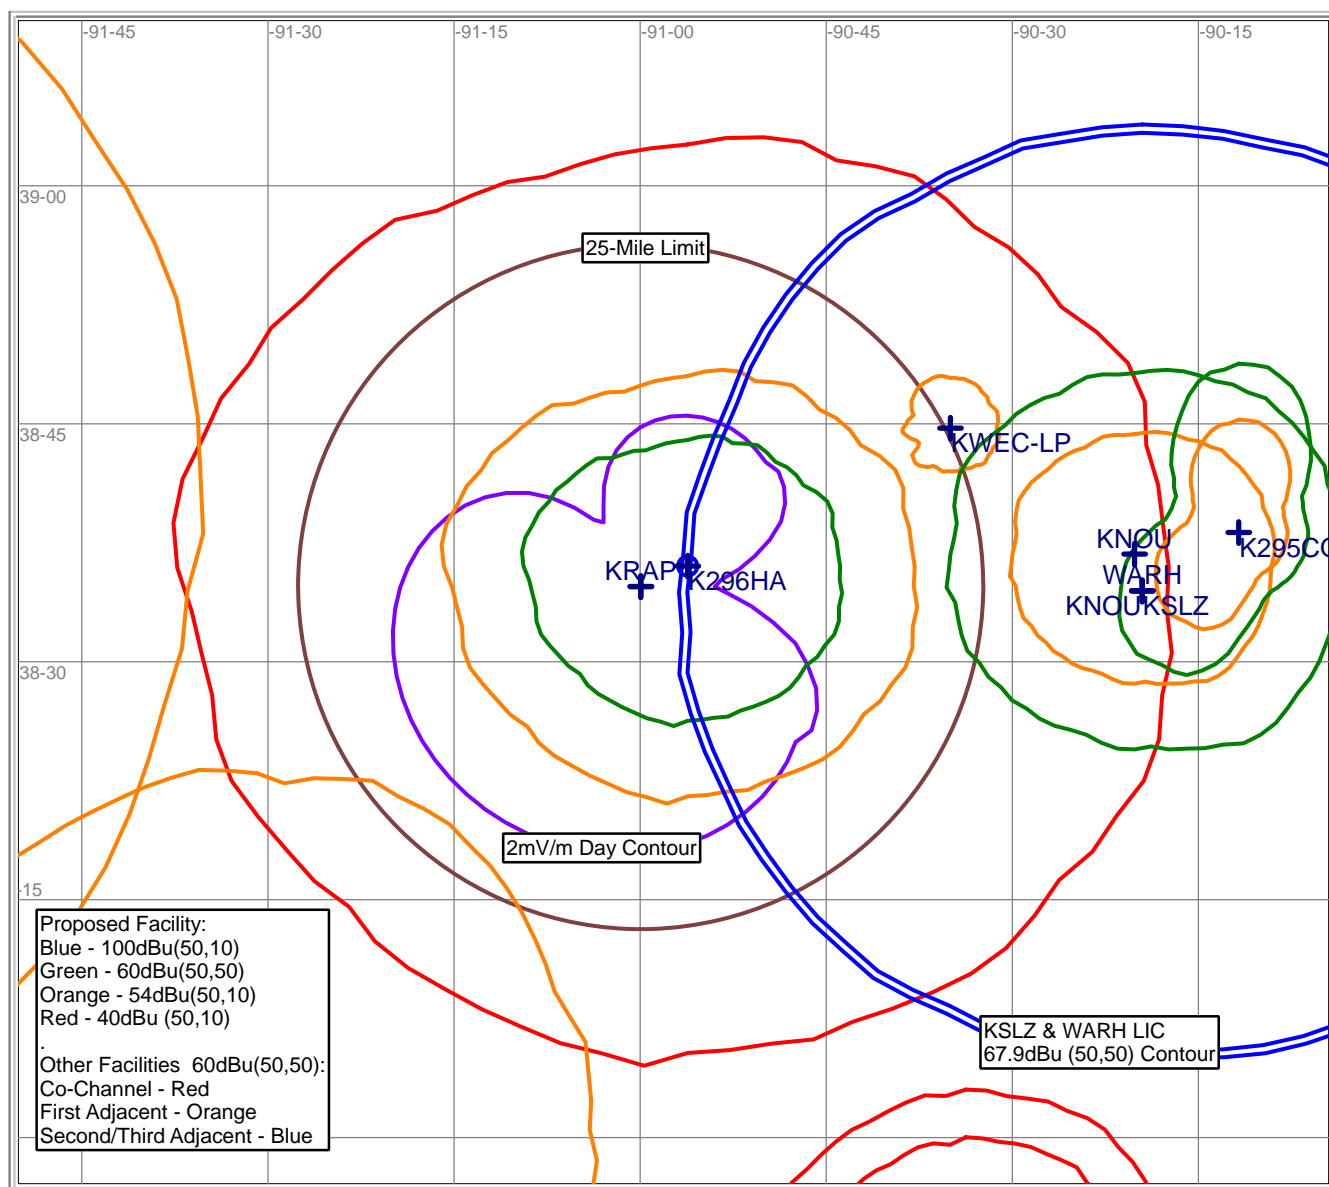 -91-45
-91-30
-91-15
-91-00
-90-45
-90-30
-90-15
39-00
25-Mile Limit
38-45
KWEC-LP
KNOU
K295CO
KRAP
K296HA
WARH
KNOUKSLZ
38-30
2mV/m Day Contour
-15
Proposed Facility:
Blue - 100dBu(50,10)
Green - 60dBu(50,50)
Orange - 54dBu(50,10)
Red - 40dBu (50,10)
.
Other Facilities 60dBu(50,50):
Co-Channel - Red
First Adjacent - Orange
Second/Third Adjacent - Blue
KSLZ & WARH LIC
67.9dBu (50,50) Contour